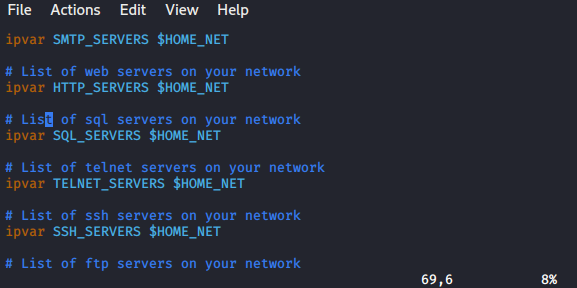 File Actions Edit View Help
ipvar SMTP_SERVERS $HOME_NET
# List of web servers on your network
ipvar HTTP_SERVERS $HOME_NET
# List of sql servers on your network
ipvar SQL_SERVERS $HOME_NET
# List of telnet servers on your network
ipvar TELNET_SERVERS $HOME_NET
# List of ssh servers on your network
ipvar SSH_SERVERS $HOME_NET
# List of ftp servers on your network
69,6 8%